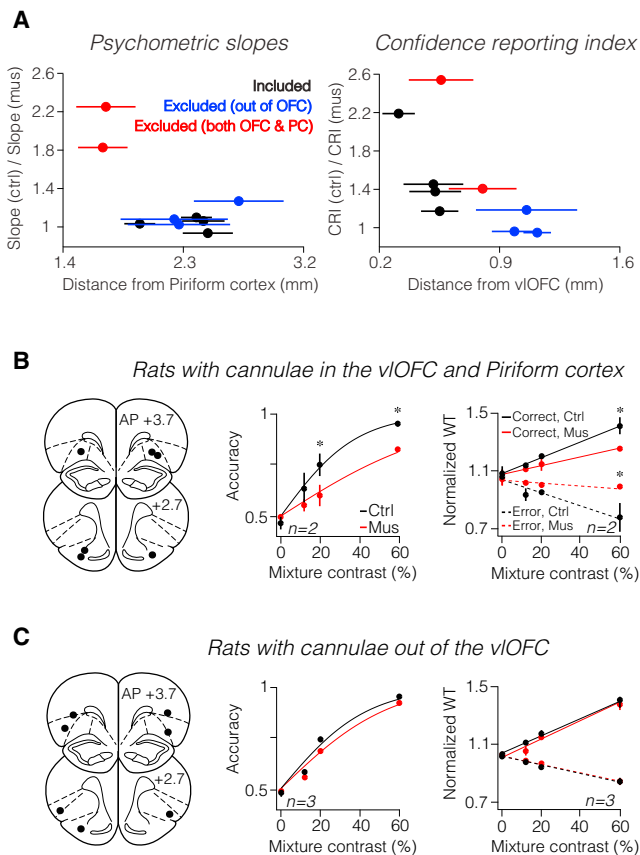 A
Psychometric slopes
Confidence reporting index
Slope (ctrl) / Slope (mus)
2.6
2.2
1.8
1.4
1
Included
Excluded (out of OFC)
Excluded (both OFC & PC)
1.4
2.3
3.2
Distance from Piriform cortex (mm)
CRI (ctrl) / CRI (mus)
2.6
2.2
1.8
1.4
1
0.2
0.9
1.6
Distance from vlOFC (mm)
B
Rats with cannulae in the vlOFC and Piriform cortex
AP +3.7
+2.7
Accuracy
1
0.5
*
*
Ctrl
Mus
n=2
0
20
40
60
Mixture contrast (%)
Normalized WT
1.5
1.1
0.7
Correct, Ctrl
Correct, Mus
*
*
Error, Ctrl
Error, Mus
n=2
0
20
40
60
Mixture contrast (%)
C
Rats with cannulae out of the vlOFC
AP +3.7
+2.7
Accuracy
1
0.5
n=3
0
20
40
60
Mixture contrast (%)
Normalized WT
1.5
1.1
0.7
n=3
0
20
40
60
Mixture contrast (%)